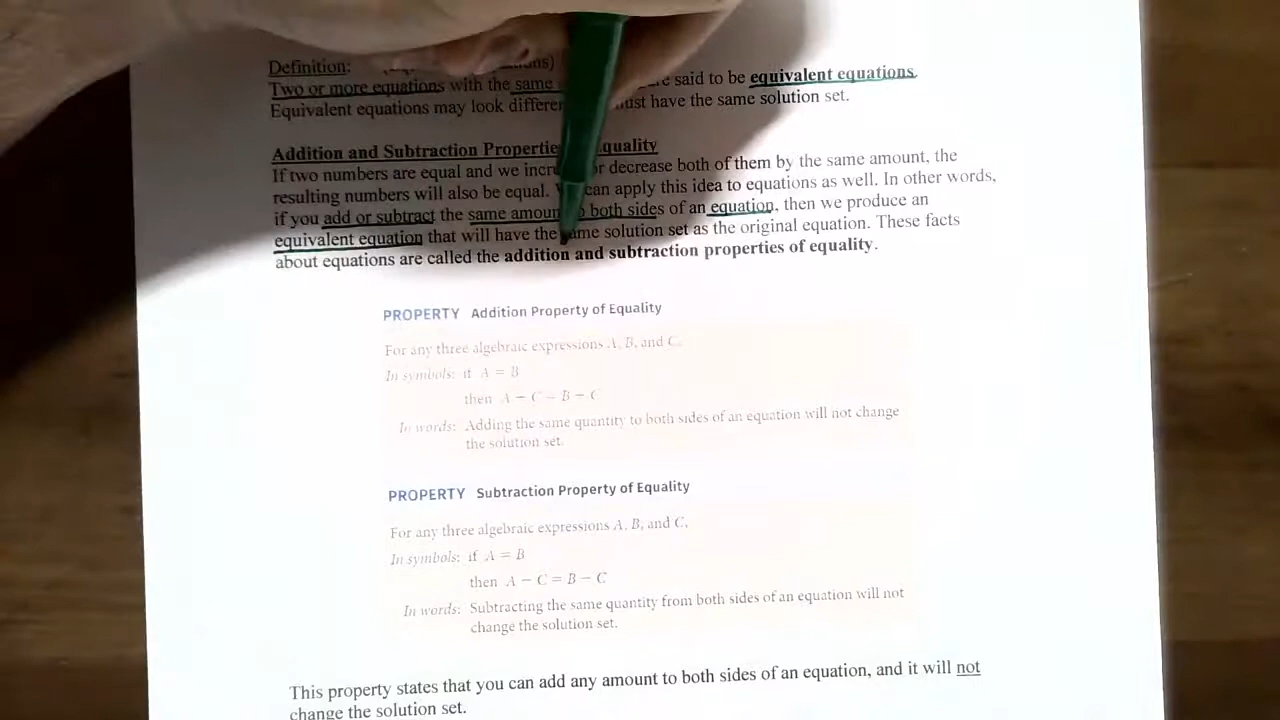 Definition:
Two or more equations with the same said to be equivalent equations
Equivalent equations may look must have the same solution set.
Addition and Subtraction
If two numbers are equal and we decrease both of them by the same amount, the
resulting numbers will also be equal. can apply this idea to equations as well. In other words,
if you add or subtract the same both sides of an equation, then we produce an
equivalent equation that will have the solution set as the original equation. These facts
about equations are called the addition and subtraction properties of equality.
PROPERTY Addition Property of Equality
For any three algebraic expressions A, B, and C,
In symbols: if A = B
then A − C = B − C
In words: Adding the same quantity to both sides of an equation will not change
the solution set.
PROPERTY Subtraction Property of Equality
For any three algebraic expressions A, B, and C,
In symbols: if A = B
then A − C = B − C
In words: Subtracting the same quantity from both sides of an equation will not
change the solution set.
This property states that you can add any amount to both sides of an equation, and it will not
change the solution set.